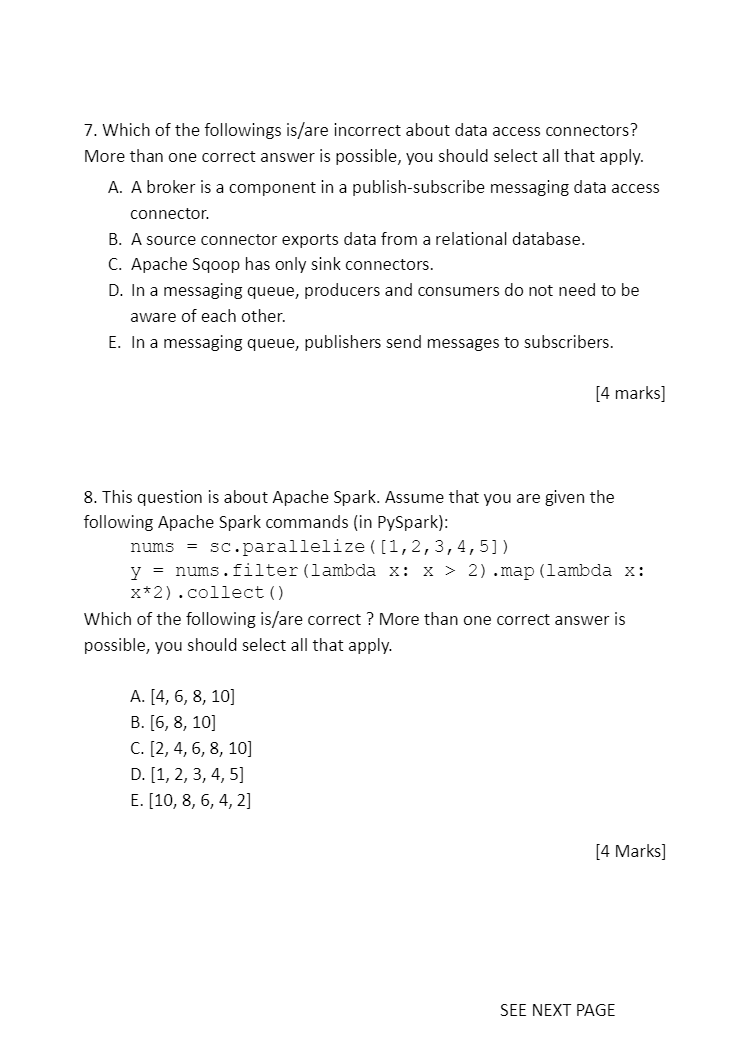 7. Which of the followings is/are incorrect about data access connectors?
More than one correct answer is possible, you should select all that apply.
A. A broker is a component in a publish-subscribe messaging data access
connector.
B. A source connector exports data from a relational database.
C. Apache Sqoop has only sink connectors.
D. In a messaging queue, producers and consumers do not need to be
aware of each other.
E. In a messaging queue, publishers send messages to subscribers.
[4 marks]
8. This question is about Apache Spark. Assume that you are given the
following Apache Spark commands (in PySpark):
nums = sc.parallelize([1,2,3,4,5])
y = nums.filter(lambda x: x > 2).map(lambda x:
x*2).collect()
Which of the following is/are correct ? More than one correct answer is
possible, you should select all that apply.
A. [4, 6, 8, 10]
B. [6, 8, 10]
C. [2, 4, 6, 8, 10]
D. [1, 2, 3, 4, 5]
E. [10, 8, 6, 4, 2]
[4 Marks]
SEE NEXT PAGE